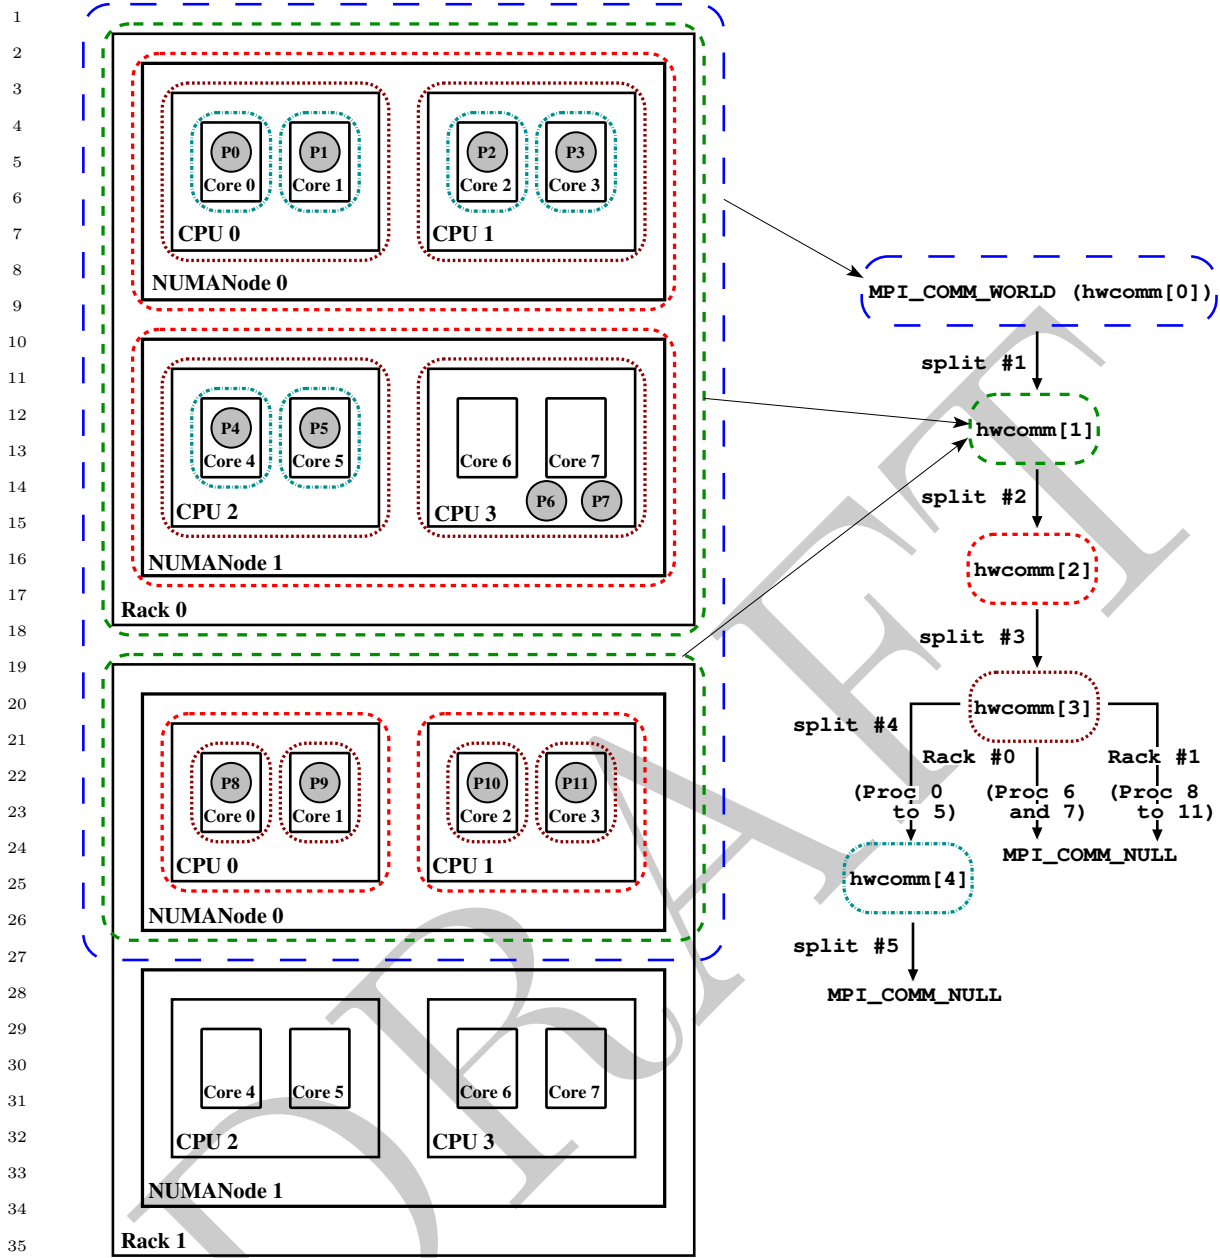 1
2
3
4
5
6
7
8
9
10
11
12
13
14
15
16
17
18
19
20
21
22
23
24
25
26
27
28
29
30
31
32
33
34
35
P0 P1 P2 P3
Core 0 Core 1 Core 2 Core 3
CPU 0 CPU 1
NUMANode 0
P4 P5
Core 4 Core 5 Core 6 Core 7
P6 P7
CPU 2 CPU 3
NUMANode 1
Rack 0
P8 P9 P10 P11
Core 0 Core 1 Core 2 Core 3
CPU 0 CPU 1
NUMANode 0
Core 4 Core 5 Core 6 Core 7
CPU 2 CPU 3
NUMANode 1
Rack 1
MPI_COMM_WORLD (hwcomm[0])
split #1
hwcomm[1]
split #2
hwcomm[2]
split #3
hwcomm[3]
split #4
Rack #0 Rack #1
(Proc 0 (Proc 6 (Proc 8
to 5) and 7) to 11)
MPI_COMM_NULL
hwcomm[4]
split #5
MPI_COMM_NULL
DRAFT